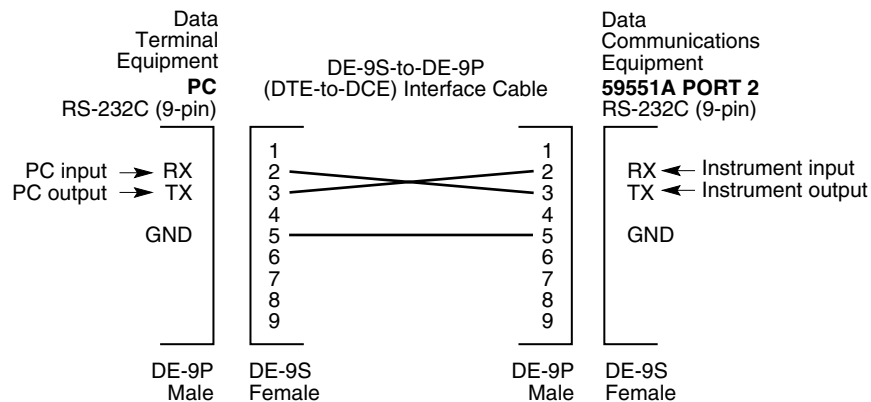 Data
Terminal
Equipment
PC
RS-232C (9-pin)
DE-9S-to-DE-9P
(DTE-to-DCE) Interface Cable
Data
Communications
Equipment
59551A PORT 2
RS-232C (9-pin)
PC input
PC output
RX
TX
GND
1
2
3
4
5
6
7
8
9
1
2
3
4
5
6
7
8
9
RX
TX
GND
Instrument input
Instrument output
DE-9P
Male
DE-9S
Female
DE-9P
Male
DE-9S
Female